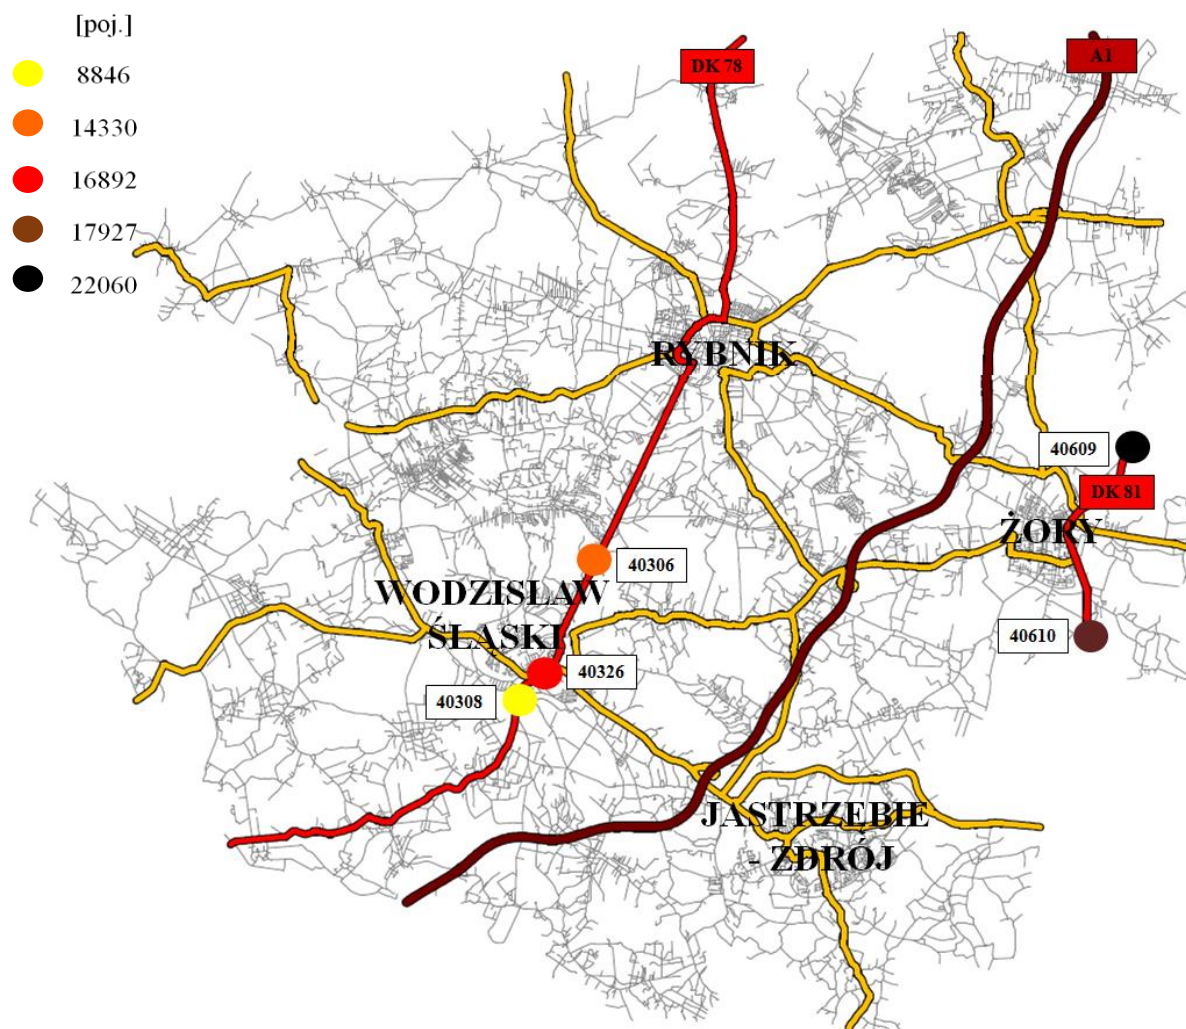 [poj.]
8846
14330
16892
17927
22060
DK 78
A1
RYBNIK
40609
DK 81
ŻORY
40306
WODZISŁAW
ŚLĄSKI
40610
40326
40308
JASTRZĘBIE
- ZDRÓJ